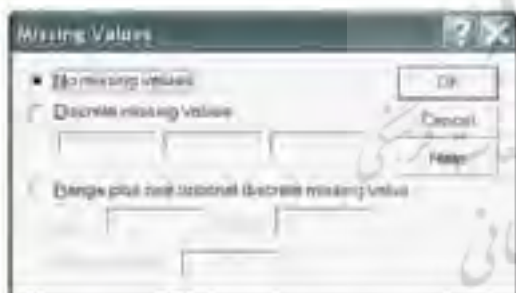 Missing Values
No missing values
OK
Discrete missing values
Cancel
Help
Range plus one optional discrete missing value